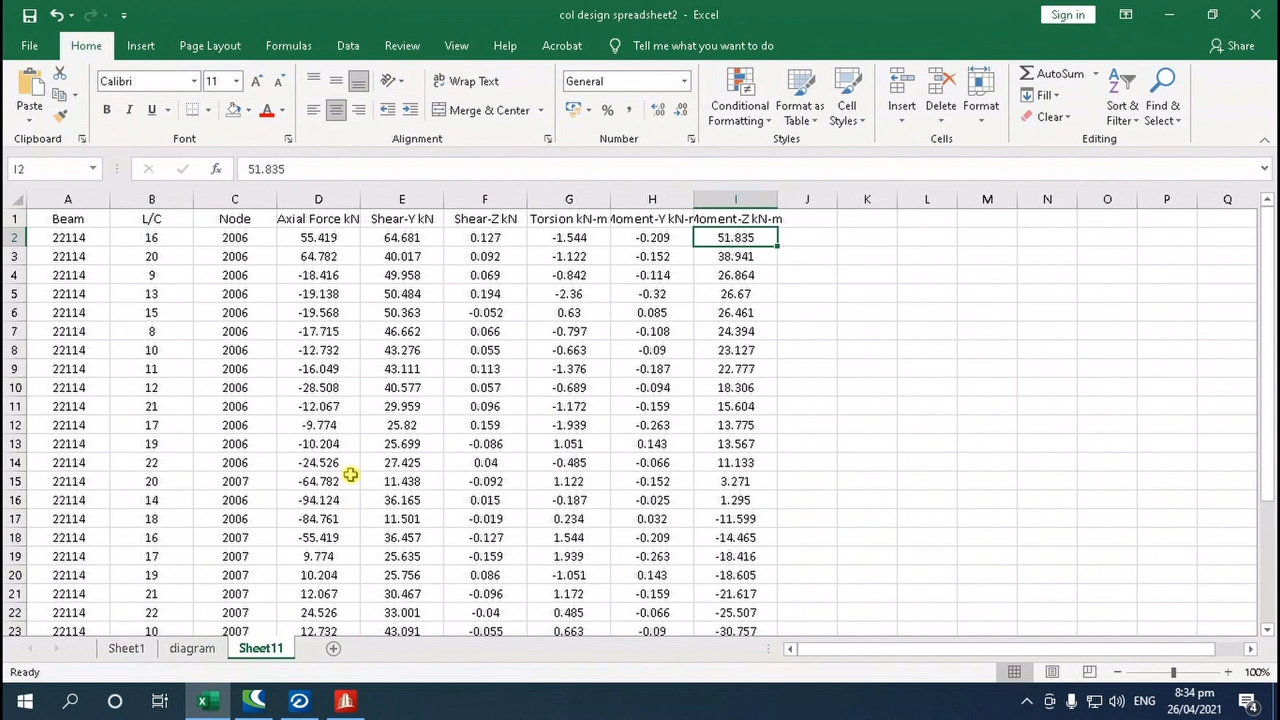 col design spreadsheet2 - Excel
Sign in
File Home Insert Page Layout Formulas Data Review View Help Acrobat Tell me what you want to do Share
Paste
Calibri 11
B I U
Wrap Text
Merge & Center
General
Conditional Formatting
Format as Table
Cell Styles
Insert
Delete
Format
AutoSum
Fill
Clear
Sort & Filter
Find & Select
Clipboard Font Alignment Number Styles Cells Editing
I2 fx 51.835
A B C D E F G H I J K L M N O P Q
1 Beam L/C Node Axial Force kN Shear-Y kN Shear-Z kN Torsion kN-m Moment-Y kN-m Moment-Z kN-m
2 22114 16 2006 55.419 64.681 0.127 -1.544 -0.209 51.835
3 22114 20 2006 64.782 40.017 0.092 -1.122 -0.152 38.941
4 22114 9 2006 -18.416 49.958 0.069 -0.842 -0.114 26.864
5 22114 13 2006 -19.138 50.484 0.194 -2.36 -0.32 26.67
6 22114 15 2006 -19.568 50.363 -0.052 0.63 0.085 26.461
7 22114 8 2006 -17.715 46.662 0.066 -0.797 -0.108 24.394
8 22114 10 2006 -12.732 43.276 0.055 -0.663 -0.09 23.127
9 22114 11 2006 -16.049 43.111 0.113 -1.376 -0.187 22.777
10 22114 12 2006 -28.508 40.577 0.057 -0.689 -0.094 18.306
11 22114 21 2006 -12.067 29.959 0.096 -1.172 -0.159 15.604
12 22114 17 2006 -9.774 25.82 0.159 -1.939 -0.263 13.775
13 22114 19 2006 -10.204 25.699 -0.086 1.051 0.143 13.567
14 22114 22 2006 -24.526 27.425 0.04 -0.485 -0.066 11.133
15 22114 20 2007 -64.782 11.438 -0.092 1.122 -0.152 3.271
16 22114 14 2006 -94.124 36.165 0.015 -0.187 -0.025 1.295
17 22114 18 2006 -84.761 11.501 -0.019 0.234 0.032 -11.599
18 22114 16 2007 -55.419 36.457 -0.127 1.544 -0.209 -14.465
19 22114 17 2007 9.774 25.635 -0.159 1.939 -0.263 -18.416
20 22114 19 2007 10.204 25.756 0.086 -1.051 0.143 -18.605
21 22114 21 2007 12.067 30.467 -0.096 1.172 -0.159 -21.617
22 22114 22 2007 24.526 33.001 -0.04 0.485 -0.066 -25.507
23 22114 10 2007 12.732 43.091 -0.055 0.663 -0.09 -30.757
Sheet1 diagram Sheet11
Ready
100%
ENG
8:34 pm
26/04/2021
4